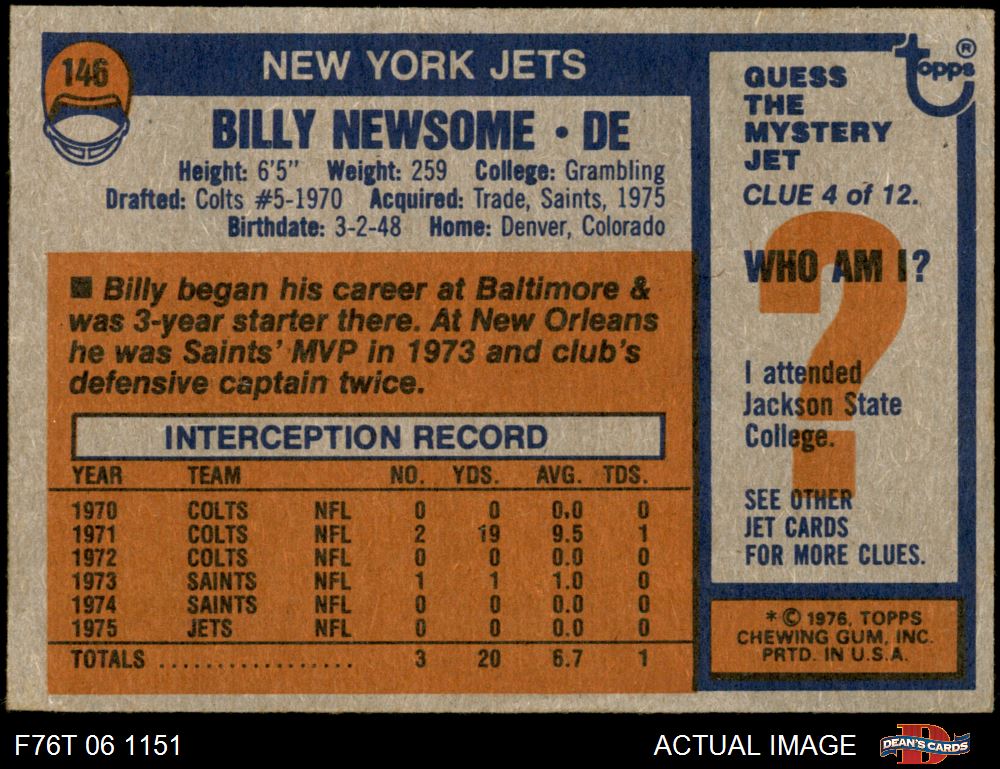 146
NEW YORK JETS
BILLY NEWSOME • DE
Height: 6'5" Weight: 259 College: Grambling
Drafted: Colts #5-1970 Acquired: Trade, Saints, 1975
Birthdate: 3-2-48 Home: Denver, Colorado
■ Billy began his career at Baltimore &
was 3-year starter there. At New Orleans
he was Saints' MVP in 1973 and club's
defensive captain twice.
INTERCEPTION RECORD
YEAR TEAM NO. YDS. AVG. TDS.
1970 COLTS NFL 0 0 0.0 0
1971 COLTS NFL 2 19 9.5 1
1972 COLTS NFL 0 0 0.0 0
1973 SAINTS NFL 1 1 1.0 0
1974 SAINTS NFL 0 0 0.0 0
1975 JETS NFL 0 0 0.0 0
TOTALS ................. 3 20 6.7 1
topps ®
GUESS
THE
MYSTERY
JET
CLUE 4 of 12.
WHO AM I?
I attended
Jackson State
College.
SEE OTHER
JET CARDS
FOR MORE CLUES.
* © 1976, TOPPS
CHEWING GUM, INC.
PRTD. IN U.S.A.
F76T 06 1151
ACTUAL IMAGE
DEAN'S CARDS